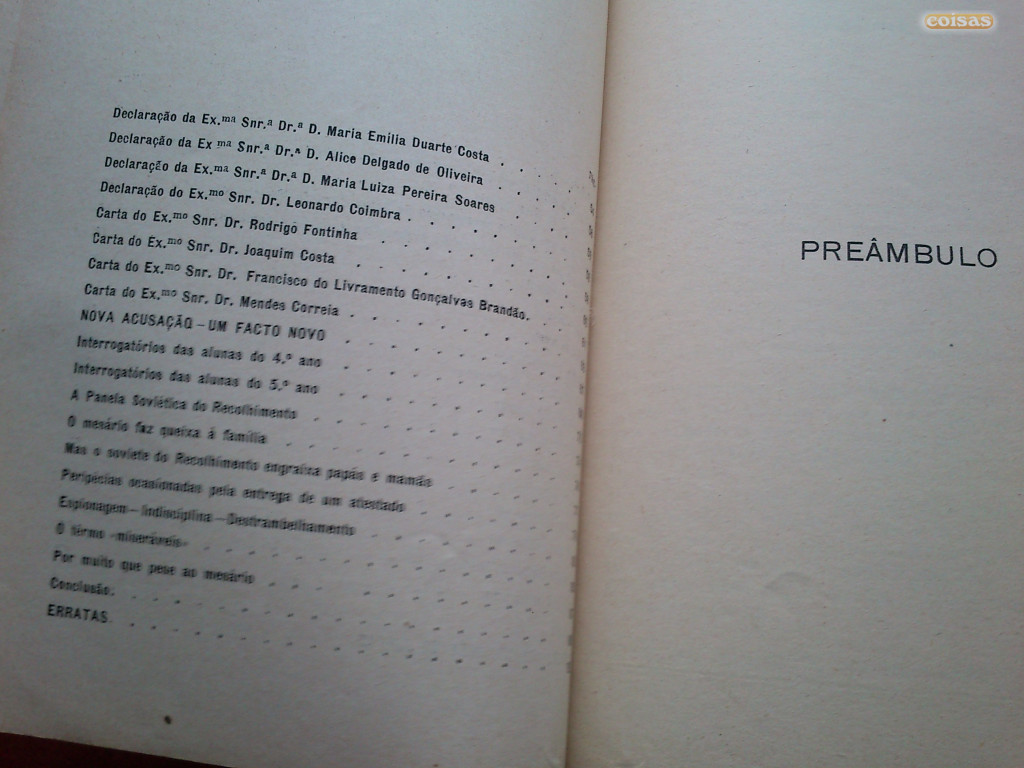 Declaração da Ex.ma Snr.ª Dr.ª D. Maria Emilia Duarte Costa
Declaração da Ex ma Snr.ª Dr.ª D. Alice Delgado de Oliveira
Declaração da Ex.ma Snr.ª Dr.ª D. Maria Luiza Pereira Soares
Declaração do Ex.mo Snr. Dr. Leonardo Coimbra
Carta do Ex.mo Snr. Dr. Rodrigo Fontinha
Carta do Ex.mo Snr. Dr. Joaquim Costa
Carta do Ex.mo Snr. Dr. Francisco do Livramento Gonçalves Brandão.
Carta do Ex.mo Snr. Dr. Mendes Correia
NOVA ACUSAÇÃO—UM FACTO NOVO
Interrogatórios das alunas do 4.º ano
Interrogatórios das alunas do 5.º ano
A Panela Soviética do Recolhimento
O mesário faz queixa à família
Mas o soviete do Recolhimento engraixa papás e mamãs
Peripécias ocasionadas pela entrega de um atestado
Espionagem—Indisciplina—Destrambelhamento
O têrmo «mineráveis»
Por muito que pese ao mesário
Conclusão.
ERRATAS
PREÂMBULO
coisas